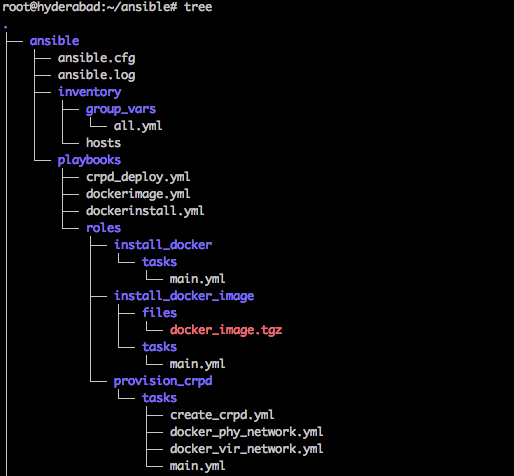 root@hyderabad:~/ansible# tree
.
├── ansible
│   ├── ansible.cfg
│   ├── ansible.log
│   ├── inventory
│   │   ├── group_vars
│   │   │   └── all.yml
│   │   └── hosts
│   └── playbooks
│       ├── crpd_deploy.yml
│       ├── dockerimage.yml
│       ├── dockerinstall.yml
│       └── roles
│           ├── install_docker
│           │   └── tasks
│           │       └── main.yml
│           ├── install_docker_image
│           │   ├── files
│           │   │   └── docker_image.tgz
│           │   └── tasks
│           │       └── main.yml
│           └── provision_crpd
│               └── tasks
│                   ├── create_crpd.yml
│                   ├── docker_phy_network.yml
│                   ├── docker_vir_network.yml
│                   └── main.yml